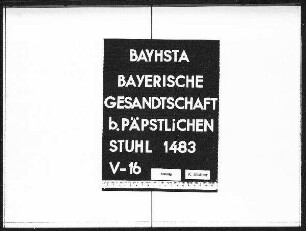 BAYHSTA
BAYERISCHE
GESANDTSCHAFT
b. PÄPSTLiCHEN
STUHL 1483
V-16